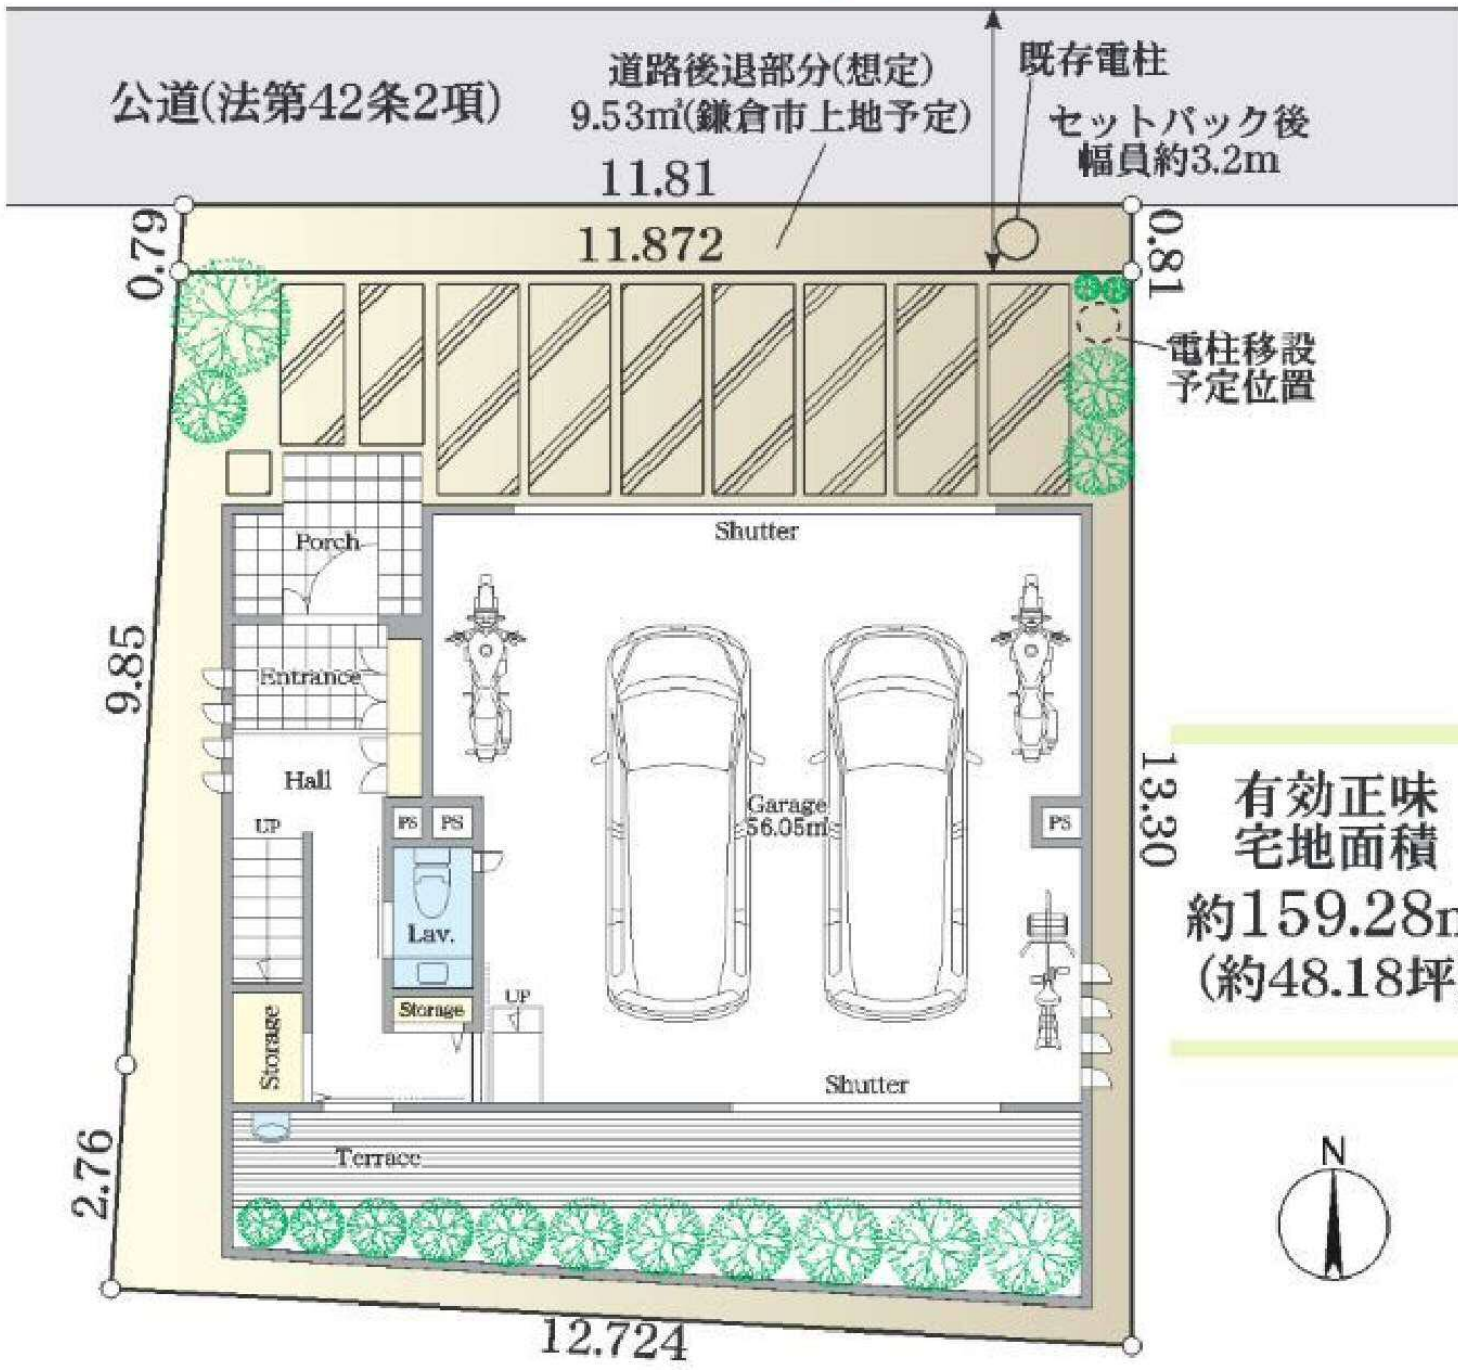 公道(法第42条2項)
道路後退部分(想定)
9.53㎡(鎌倉市上地予定)
既存電柱
セットバック後
幅員約3.2m
11.81
11.872
0.79
0.81
電柱移設
予定位置
Shutter
Porch
Entrance
9.85
Hall
Garage
56.05㎡
UP
PS
PS
PS
13.30
有効正味
宅地面積
約159.28m
(約48.18坪
Lav.
UP
Storage
Storage
Shutter
Terrace
2.76
N
12.724